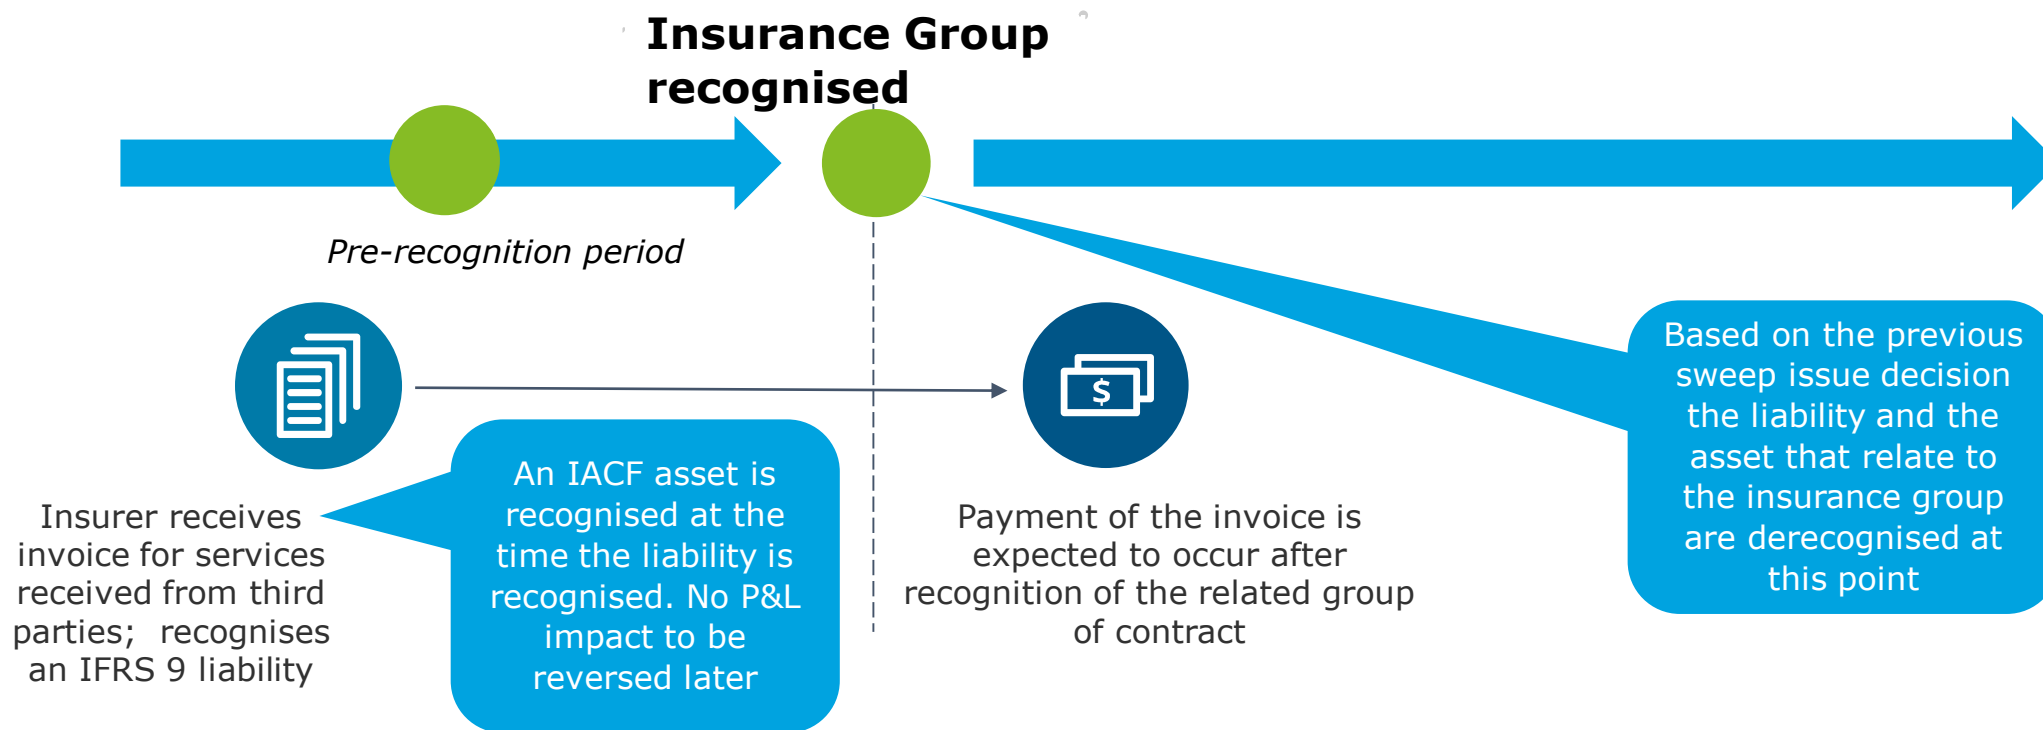 Insurance Group
recognised
Pre-recognition period
$
Insurer receives
invoice for services
received from third
parties;  recognises
an IFRS 9 liability
An IACF asset is
recognised at the
time the liability is
recognised. No P&L
impact to be
reversed later
Payment of the invoice is
expected to occur after
recognition of the related group
of contract
Based on the previous
sweep issue decision
the liability and the
asset that relate to
the insurance group
are derecognised at
this point